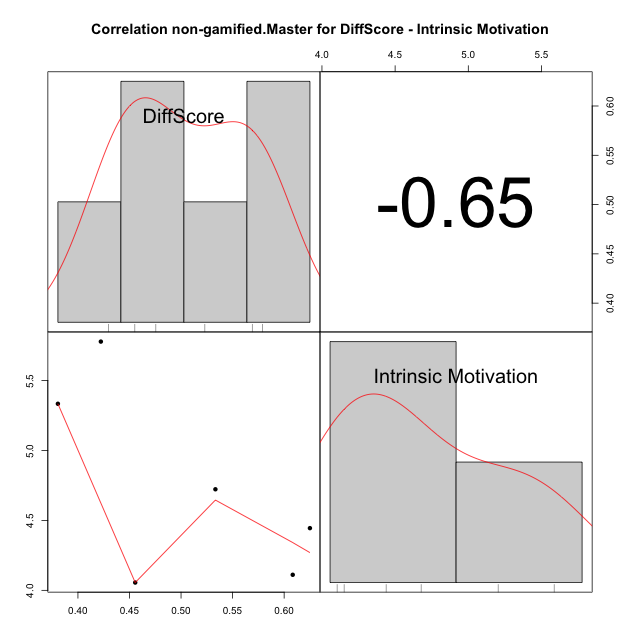 Correlation non-gamified.Master for DiffScore - Intrinsic Motivation
4.0 4.5 5.0 5.5
DiffScore
-0.65
0.60
0.55
0.50
0.45
0.40
Intrinsic Motivation
5.5
5.0
4.5
4.0
0.40 0.45 0.50 0.55 0.60